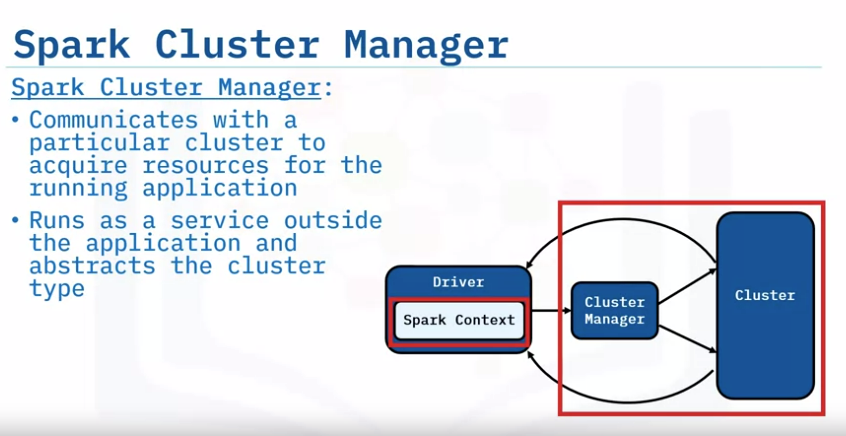 Spark Cluster Manager
Spark Cluster Manager:
• Communicates with a
particular cluster to
acquire resources for the
running application
• Runs as a service outside
the application and
abstracts the cluster
type
Driver
Spark Context
Cluster
Manager
Cluster